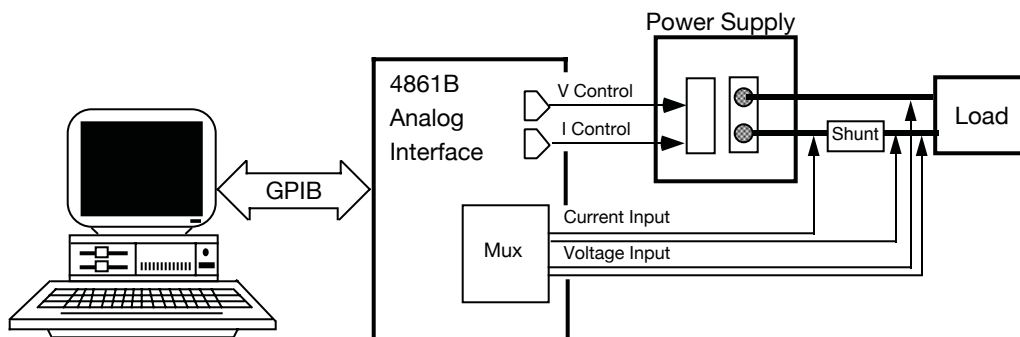 Power Supply
4861B
Analog
Interface
V Control
I Control
Shunt
Load
GPIB
Mux
Current Input
Voltage Input